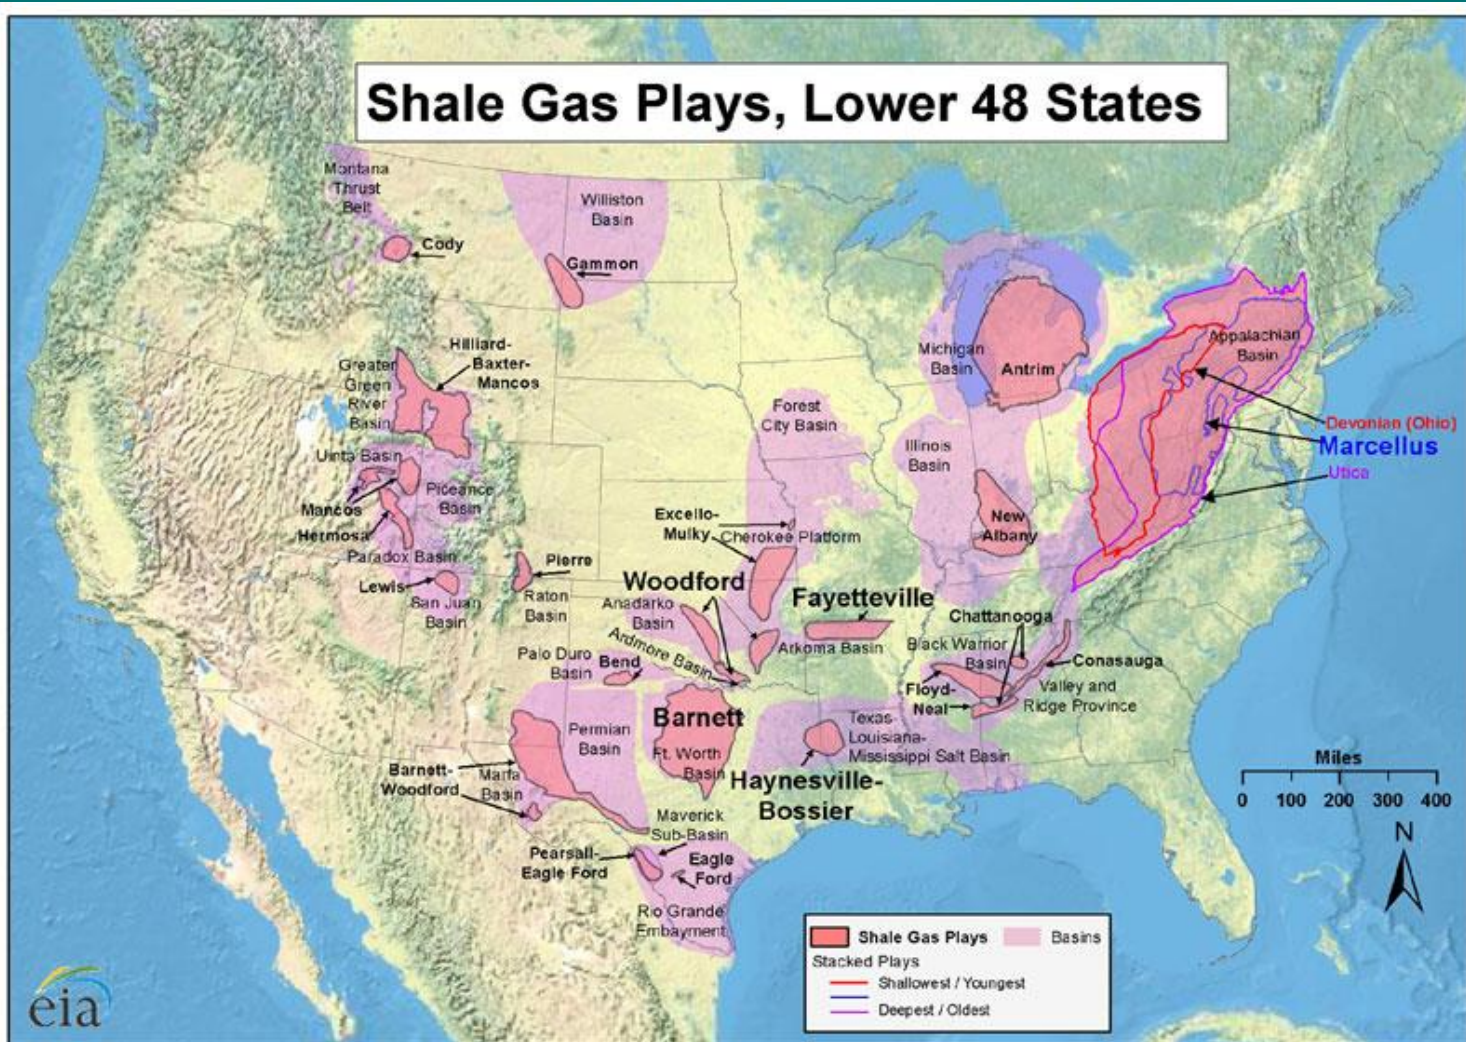 Shale Gas Plays, Lower 48 States
Montana
Thrust
Belt
Cody
Williston
Basin
Gammon
Hilliard-
Baxter-
Mancos
Greater
Green
River
Basin
Uinta Basin
Mancos
Piceance
Basin
Hermosa
Paradox Basin
Lewis
San Juan
Basin
Pierre
Raton
Basin
Michigan
Basin
Antrim
Forest
City Basin
Illinois
Basin
New
Albany
Appalachian
Basin
Devonian (Ohio)
Marcellus
Utica
Excello-
Mulky
Cherokee Platform
Woodford
Anadarko
Basin
Ardmore Basin
Fayetteville
Arkoma Basin
Palo Duro
Basin
Bend
Chattanooga
Black Warrior
Basin
Conasauga
Floyd-
Neal
Valley and
Ridge Province
Permian
Basin
Barnett
Ft. Worth
Basin
Texas-
Louisiana-
Mississippi Salt Basin
Haynesville-
Bossier
Barnett-
Woodford
Marfa
Basin
Maverick
Sub-Basin
Pearsall-
Eagle Ford
Eagle
Ford
Rio Grande
Embayment
Miles
0 100 200 300 400
N
Shale Gas Plays
Basins
Stacked Plays
Shallowest / Youngest
Deepest / Oldest
eia